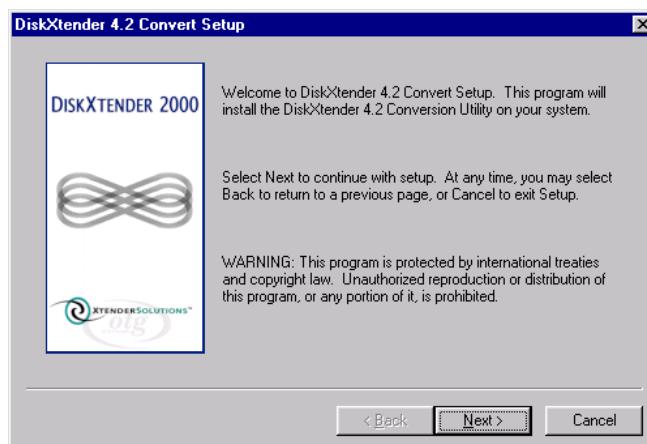 DiskXtender 4.2 Convert Setup
DISKXTENDER 2000
Welcome to DiskXtender 4.2 Convert Setup. This program will
install the DiskXtender 4.2 Conversion Utility on your system.
Select Next to continue with setup. At any time, you may select
Back to return to a previous page, or Cancel to exit Setup.
WARNING: This program is protected by international treaties
and copyright law. Unauthorized reproduction or distribution of
this program, or any portion of it, is prohibited.
XTENDERSOLUTIONS™
otg
< Back
Next >
Cancel